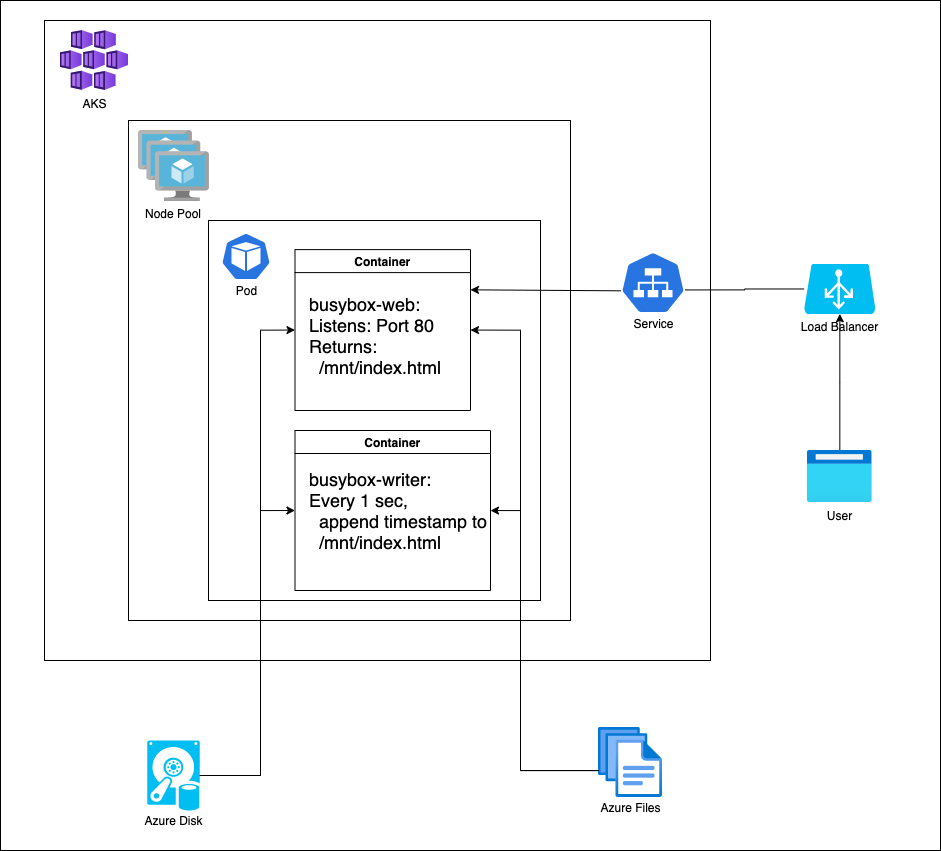 AKS
Node Pool
Pod
Container
busybox-web:
Listens: Port 80
Returns:
/mnt/index.html
Service
Load Balancer
Container
busybox-writer:
Every 1 sec,
append timestamp to
/mnt/index.html
User
Azure Disk
Azure Files